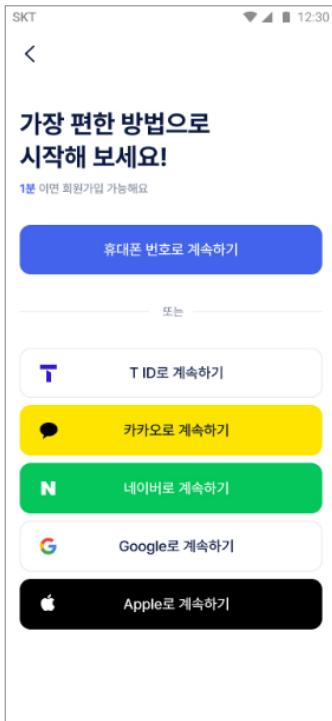 SKT 12:30
가장 편한 방법으로
시작해 보세요!
1분 이면 회원가입 가능해요
휴대폰 번호로 계속하기
또는
T ID로 계속하기
카카오로 계속하기
N 네이버로 계속하기
G Google로 계속하기
Apple로 계속하기